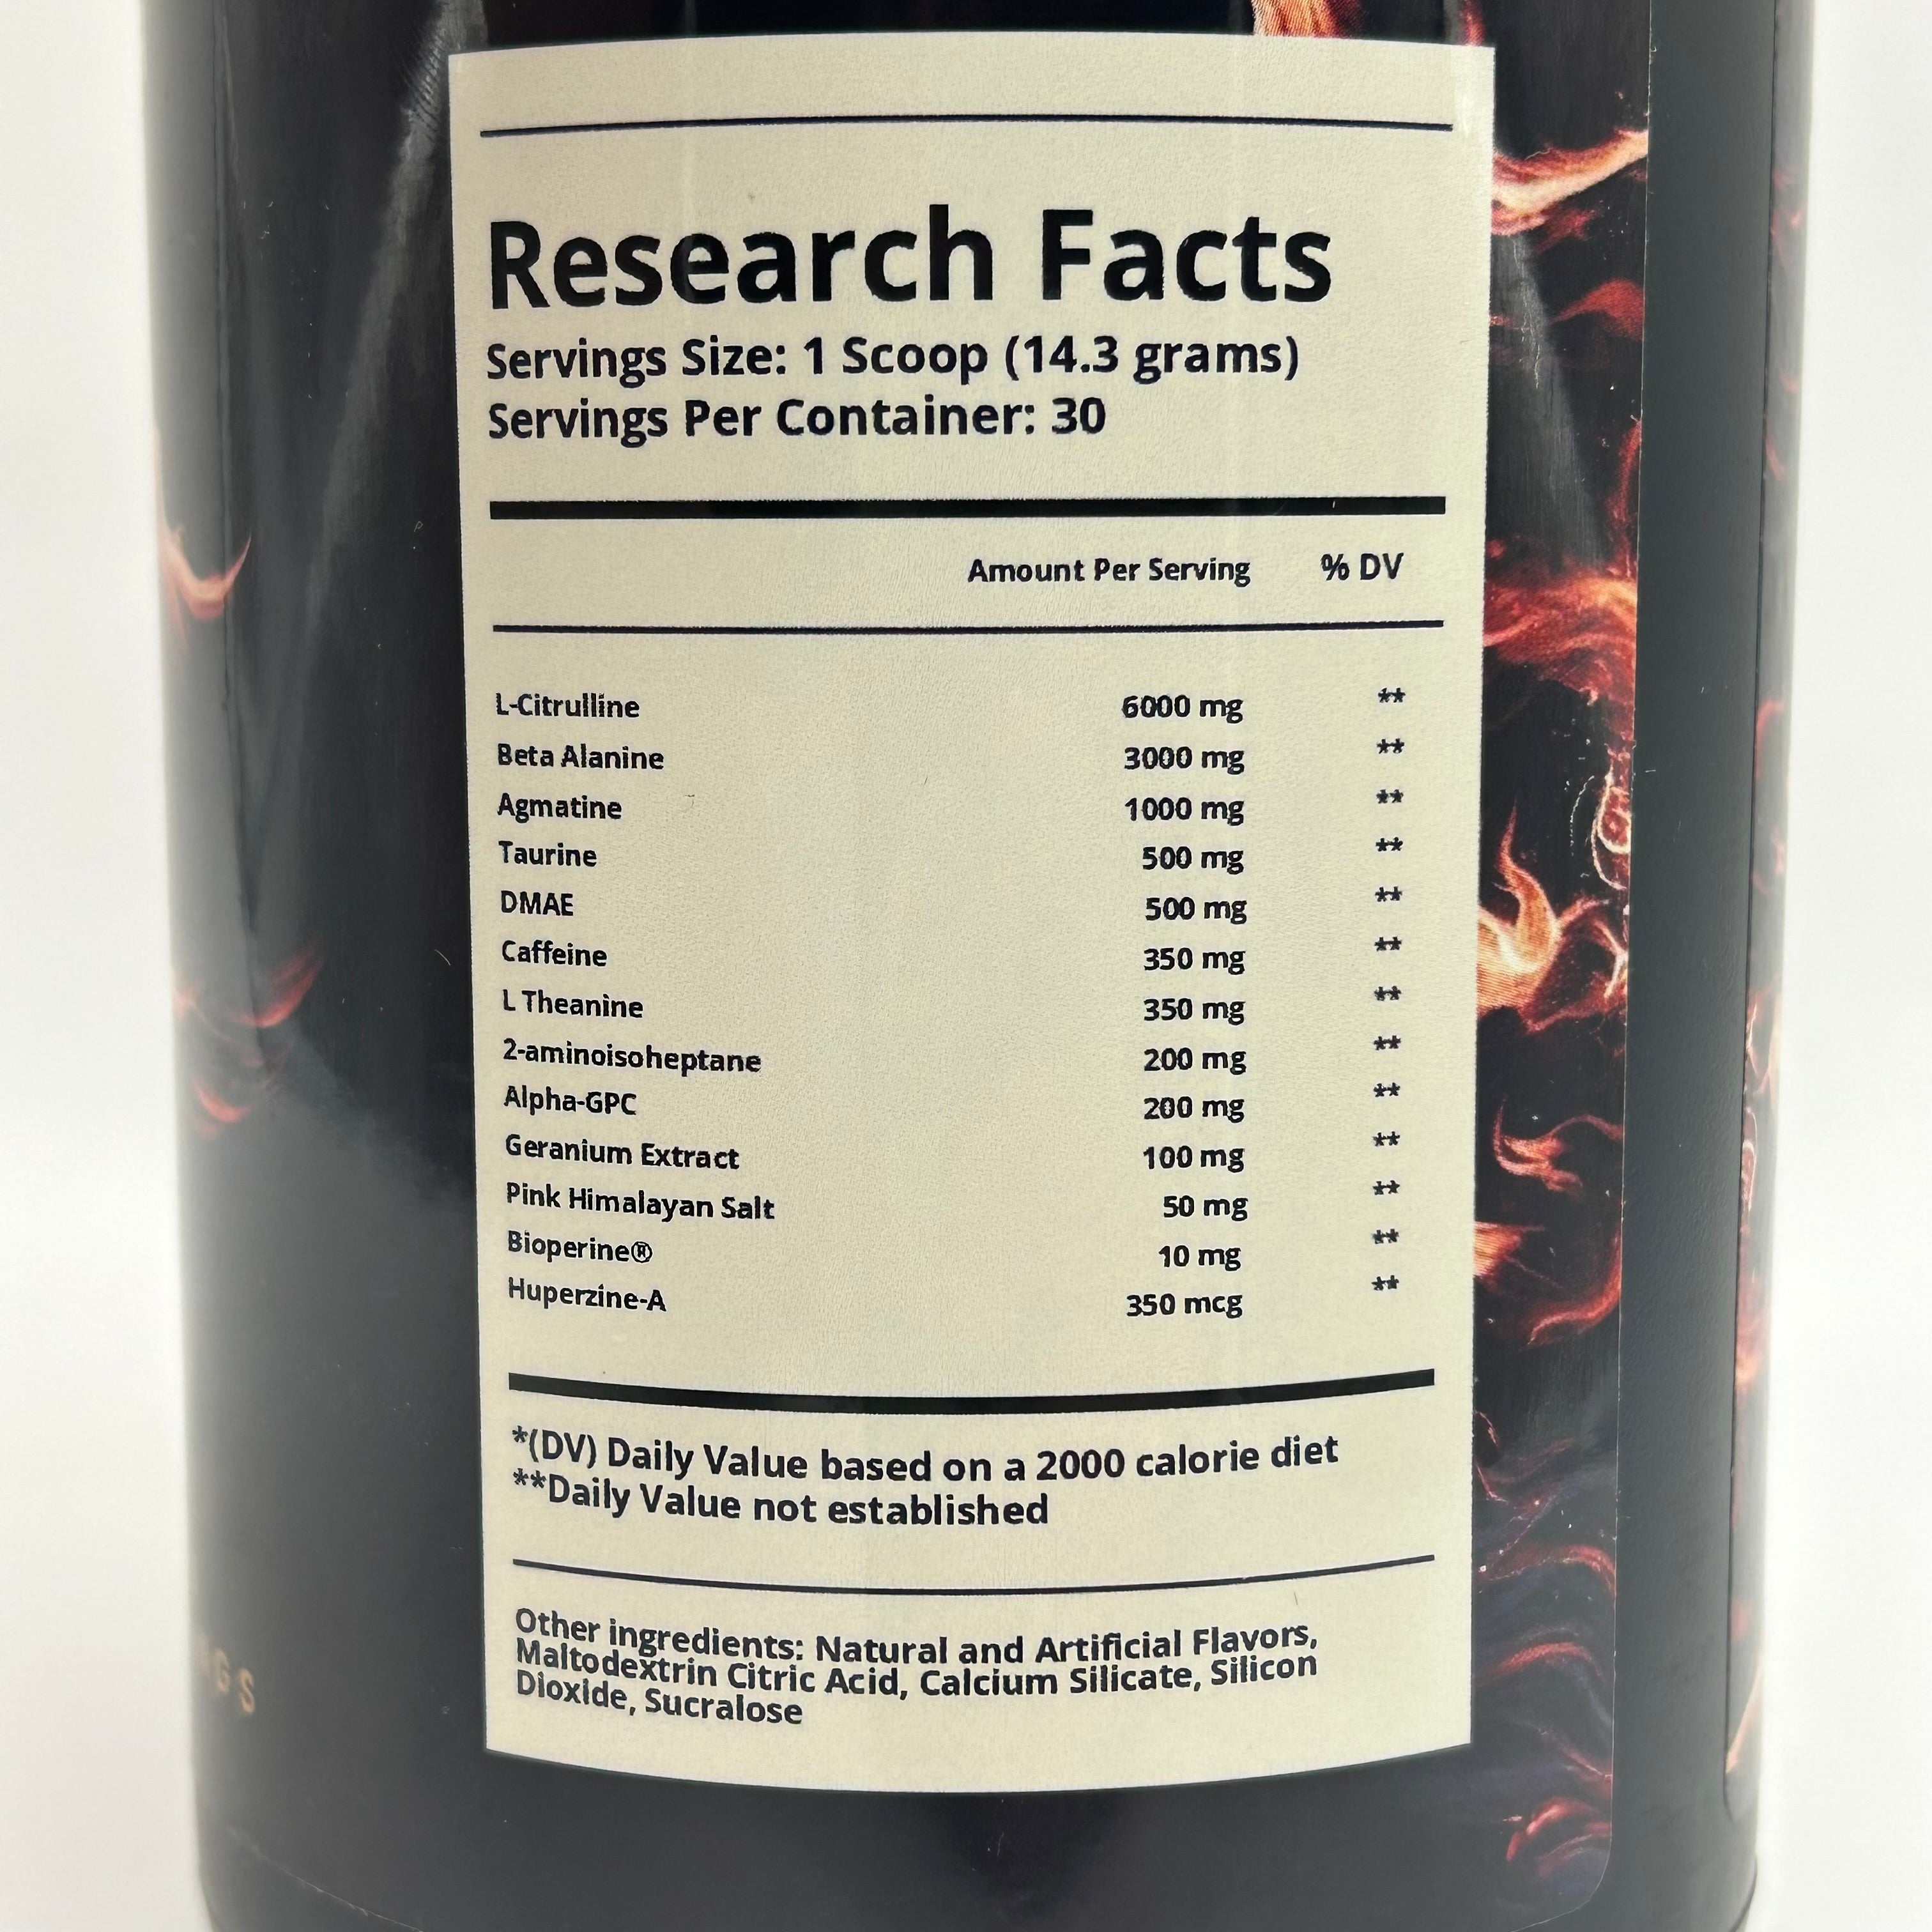 Research Facts
Servings Size: 1 Scoop (14.3 grams)
Servings Per Container: 30
Amount Per Serving % DV
L-Citrulline 6000 mg **
Beta Alanine 3000 mg **
Agmatine 1000 mg **
Taurine 500 mg **
DMAE 500 mg **
Caffeine 350 mg **
L Theanine 350 mg **
2-aminoisoheptane 200 mg **
Alpha-GPC 200 mg **
Geranium Extract 100 mg **
Pink Himalayan Salt 50 mg **
Bioperine® 10 mg **
Huperzine-A 350 mcg **
*(DV) Daily Value based on a 2000 calorie diet
**Daily Value not established
Other ingredients: Natural and Artificial Flavors,
Maltodextrin Citric Acid, Calcium Silicate, Silicon
Dioxide, Sucralose